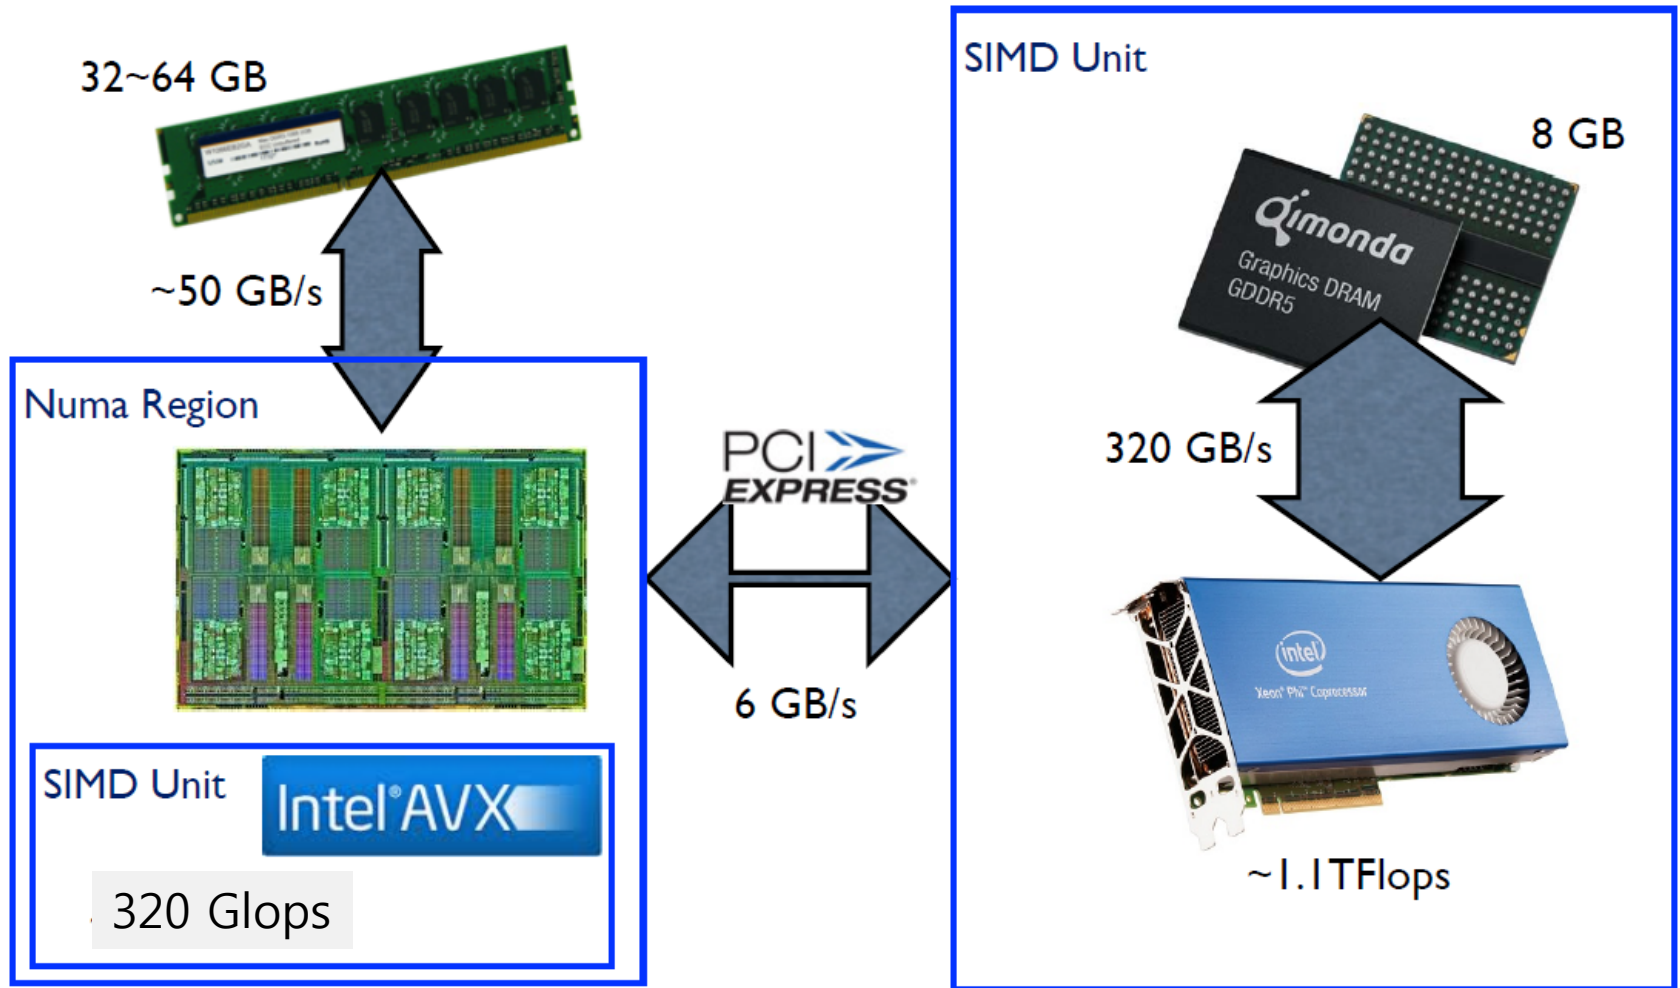 32~64 GB
~50 GB/s
Numa Region
SIMD Unit
Intel® AVX
320 Glops
PCI
EXPRESS®
6 GB/s
SIMD Unit
8 GB
Qimonda
Graphics DRAM
GDDR5
320 GB/s
intel
Xeon® Phi™ Coprocessor
~1.1TFlops